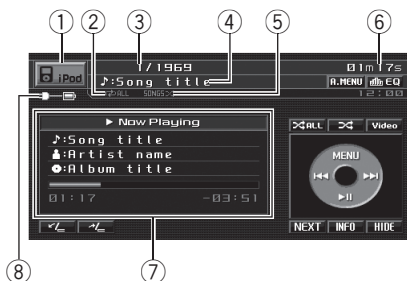 ① ② ③ ④ ⑤ ⑥
iPod
1/1969
01m17s
♪:Song title
A.MENU EQ
ALL SONGS
12:00
► Now Playing
♪:Song title
:Artist name
:Album title
01:17 -03:51
ALL Video
MENU
NEXT INFO HIDE
⑧ ⑦